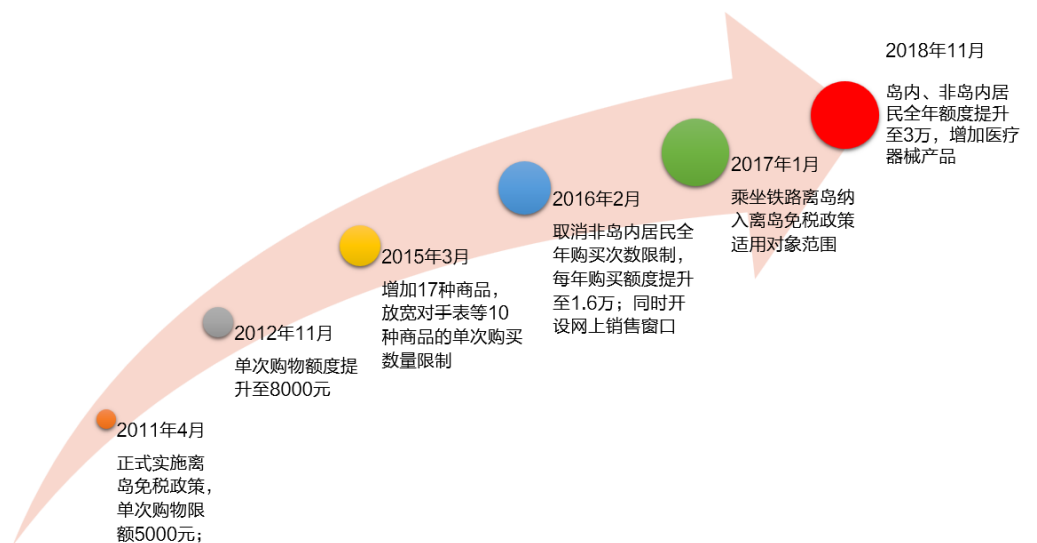 2011年4月
正式实施离
岛免税政策，
单次购物限
额5000元；
2012年11月
单次购物额度提
升至8000元
2015年3月
增加17种商品，
放宽对手表等10
种商品的单次购买
数量限制
2016年2月
取消非岛内居民全
年购买次数限制，
每年购买额度提升
至1.6万；同时开
设网上销售窗口
2017年1月
乘坐铁路离岛纳
入离岛免税政策
适用对象范围
2018年11月
岛内、非岛内居
民全年额度提升
至3万，增加医疗
器械产品